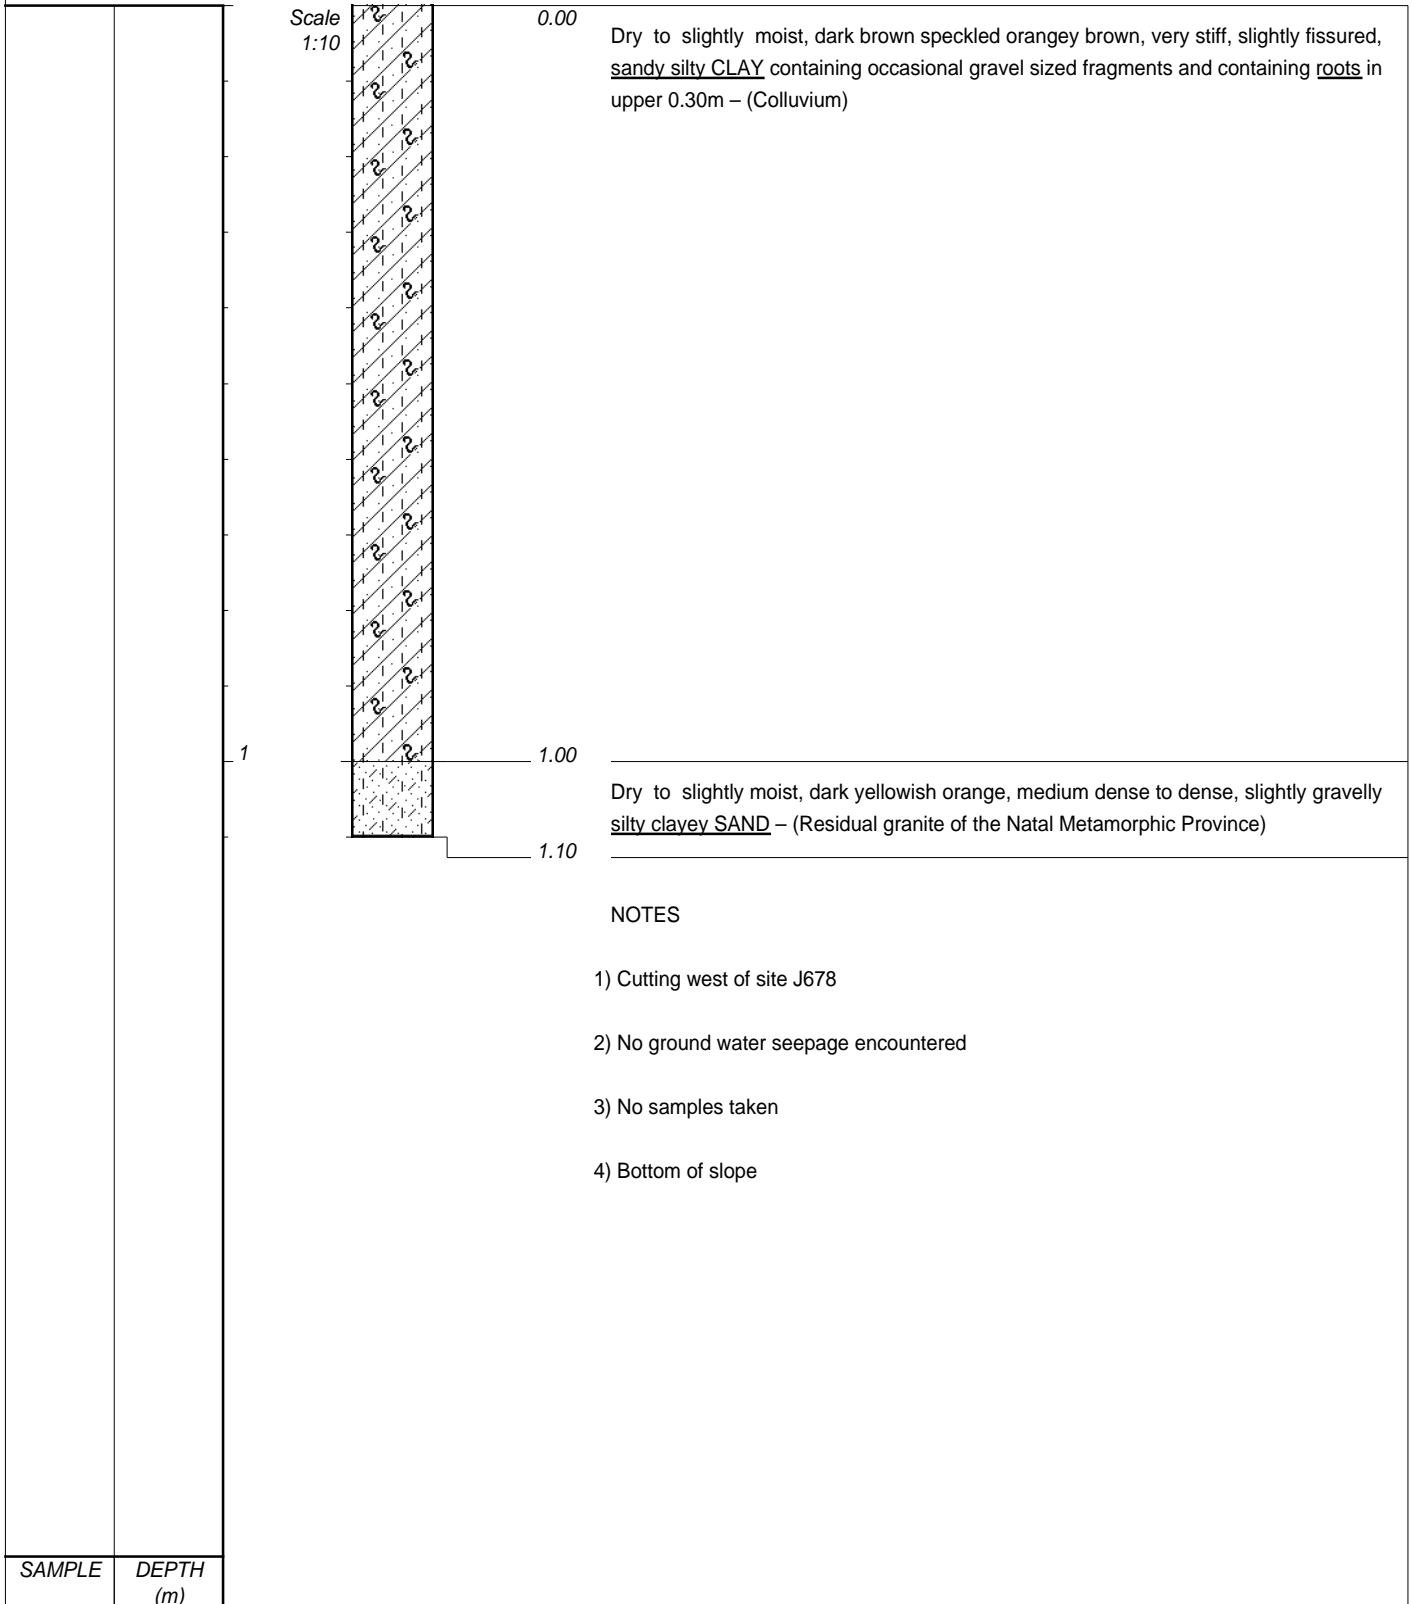 Scale
1:10
0.00
Dry to slightly moist, dark brown speckled orangey brown, very stiff, slightly fissured,
sandy silty CLAY containing occasional gravel sized fragments and containing roots in
upper 0.30m – (Colluvium)
1
1.00
Dry to slightly moist, dark yellowish orange, medium dense to dense, slightly gravelly
silty clayey SAND – (Residual granite of the Natal Metamorphic Province)
1.10
NOTES
1) Cutting west of site J678
2) No ground water seepage encountered
3) No samples taken
4) Bottom of slope
SAMPLE DEPTH
(m)